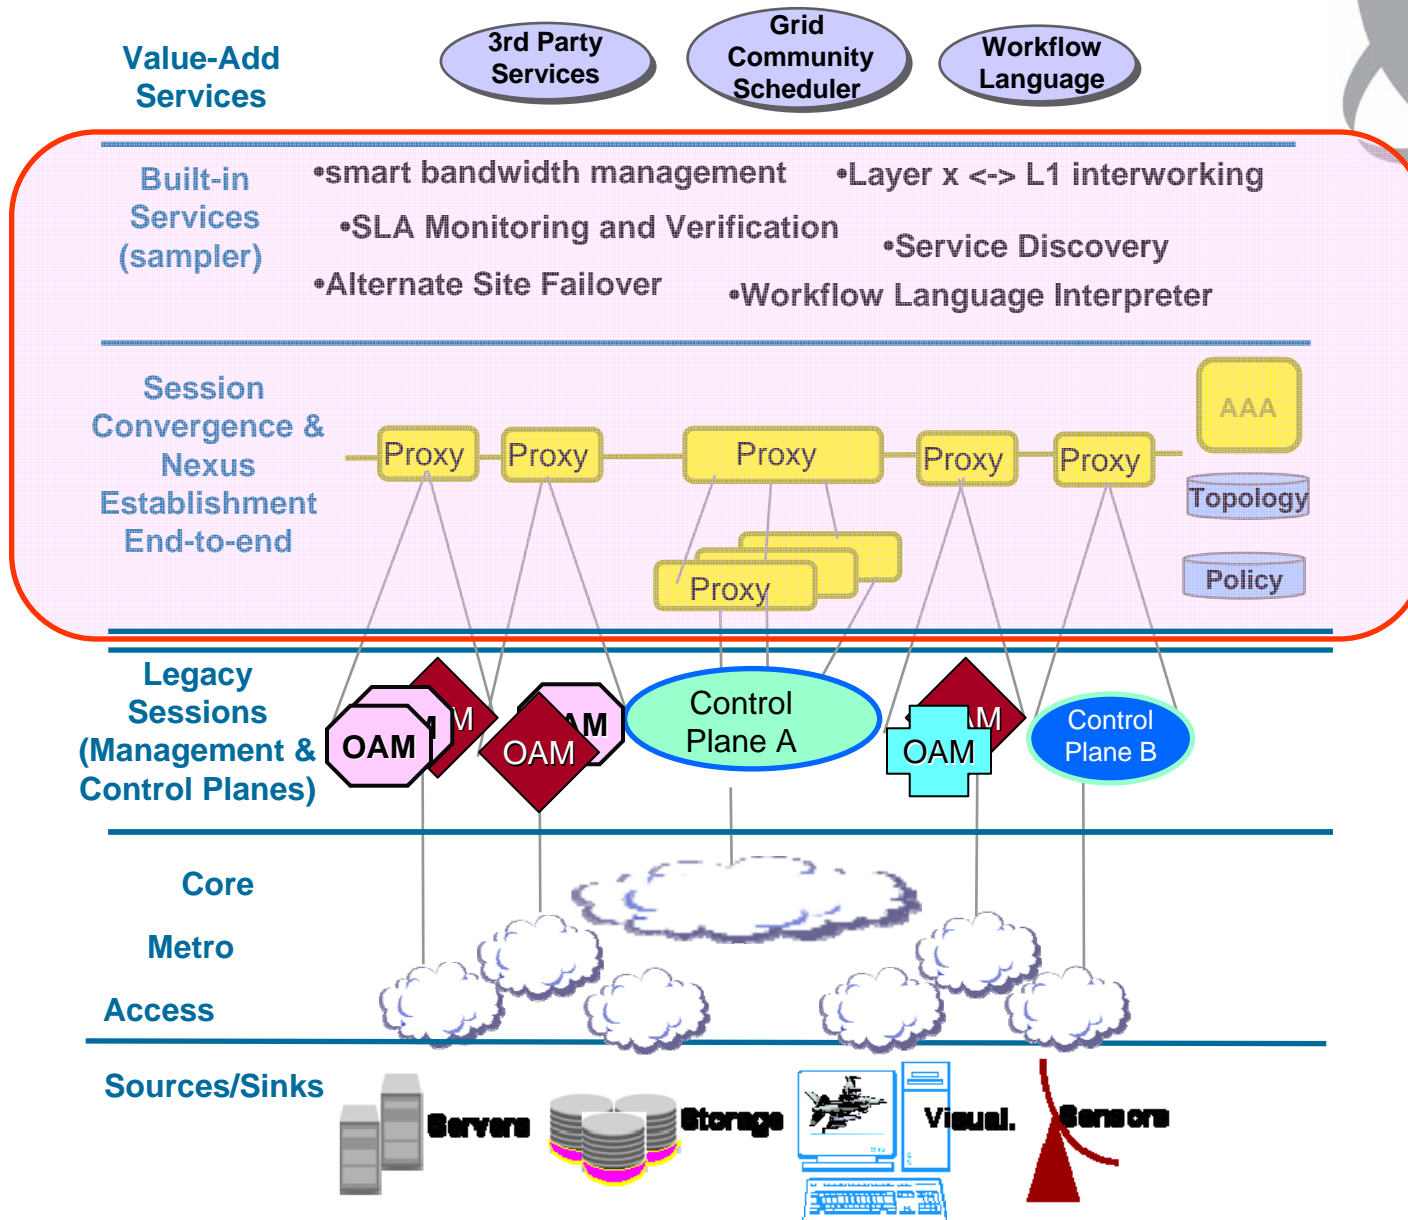 Value-Add
Services
3rd Party
Services
Grid
Community
Scheduler
Workflow
Language
Built-in
Services
(sampler)
•smart bandwidth management
•Layer x <-> L1 interworking
•SLA Monitoring and Verification
•Service Discovery
•Alternate Site Failover
•Workflow Language Interpreter
Session
Convergence &
Nexus
Establishment
End-to-end
Proxy
Proxy
Proxy
Proxy
Proxy
AAA
Topology
Proxy
Policy
Legacy
Sessions
(Management &
Control Planes)
OAM
M
M
OAM
AM
Control
Plane A
OAM
AM
Control
Plane B
Core
Metro
Access
Sources/Sinks
Servers
Storage
Visual.
Sensors